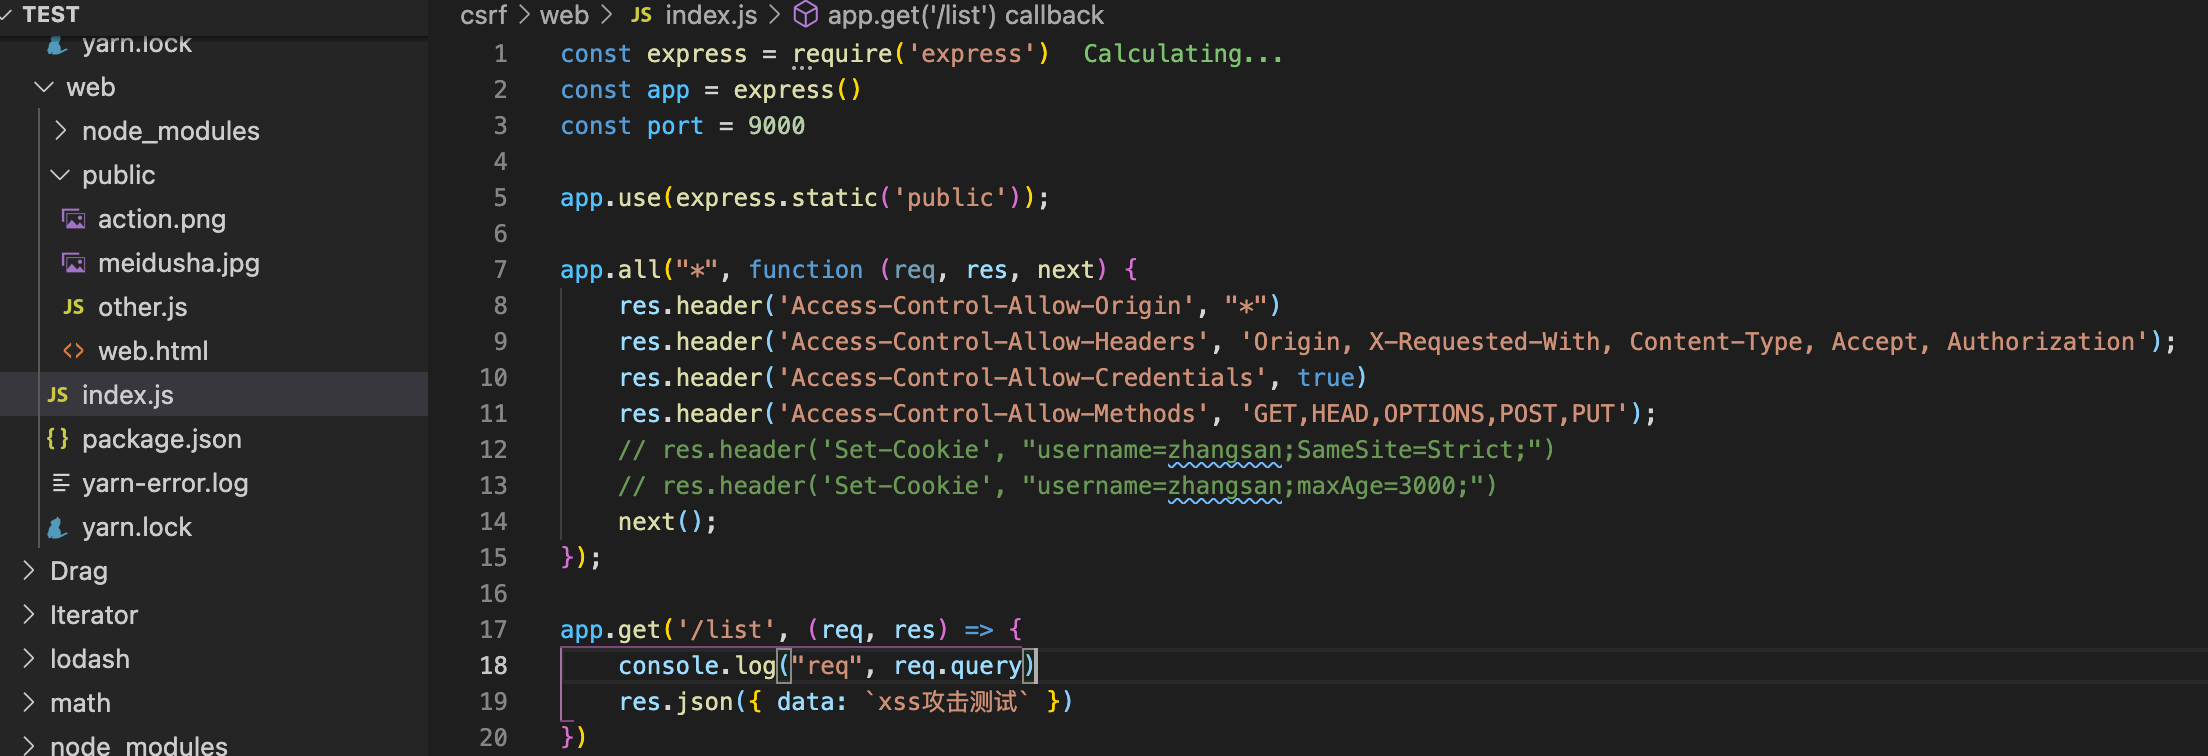 TEST
yarn.lock
web
node_modules
public
action.png
meidusha.jpg
JS other.js
<> web.html
JS index.js
{} package.json
yarn-error.log
yarn.lock
Drag
Iterator
lodash
math
node_modules
csrf > web > JS index.js > app.get('/list') callback
1 const express = require('express') Calculating...
2 const app = express()
3 const port = 9000
4
5 app.use(express.static('public'));
6
7 app.all("*", function (req, res, next) {
8 res.header('Access-Control-Allow-Origin', "*")
9 res.header('Access-Control-Allow-Headers', 'Origin, X-Requested-With, Content-Type, Accept, Authorization');
10 res.header('Access-Control-Allow-Credentials', true)
11 res.header('Access-Control-Allow-Methods', 'GET,HEAD,OPTIONS,POST,PUT');
12 // res.header('Set-Cookie', "username=zhangsan;SameSite=Strict;")
13 // res.header('Set-Cookie', "username=zhangsan;maxAge=3000;")
14 next();
15 });
16
17 app.get('/list', (req, res) => {
18 console.log("req", req.query)
19 res.json({ data: `xss攻击测试` })
20 })